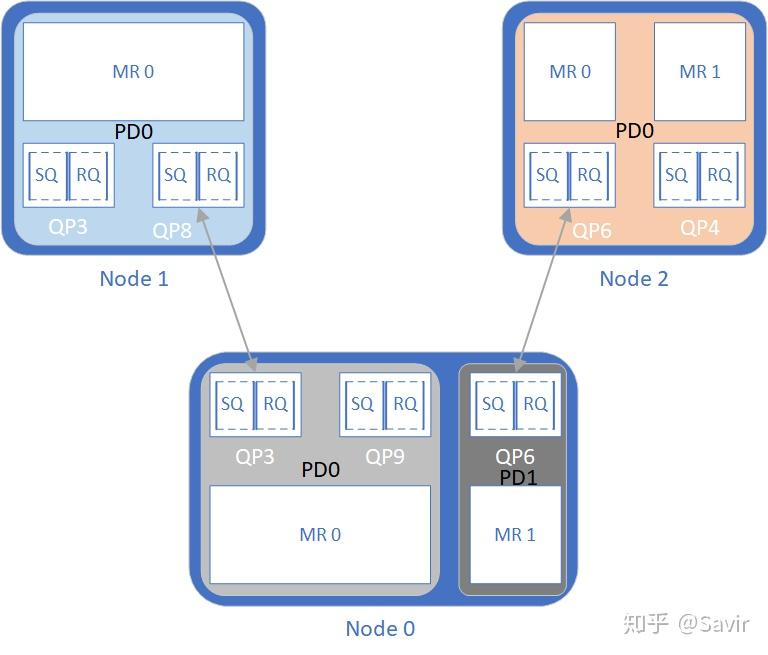 MR 0
PD0
SQ RQ SQ RQ
QP3 QP8
Node 1
MR 0 MR 1
PD0
SQ RQ SQ RQ
QP6 QP4
Node 2
SQ RQ SQ RQ SQ RQ
QP3 QP9 QP6
PD0 PD1
MR 0 MR 1
Node 0
知乎 @Savir